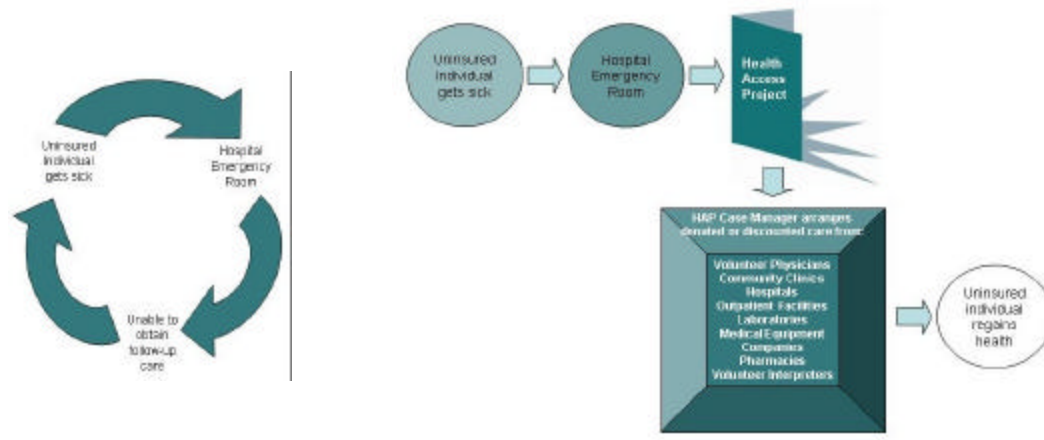 Uninsured
Individual
gets sick
Hospital
Emergency
Room
Unable to
obtain
follow-up
care
Uninsured
individual
gets sick
Hospital
Emergency
Room
Health
Access
Project
HAP Case Manager arranges
donated or discounted care from:
Volunteer Physicians
Community Clinics
Hospitals
Outpatient Facilities
Laboratories
Medical Equipment
Companies
Pharmacies
Volunteer Interpreters
Uninsured
individual
regains
health